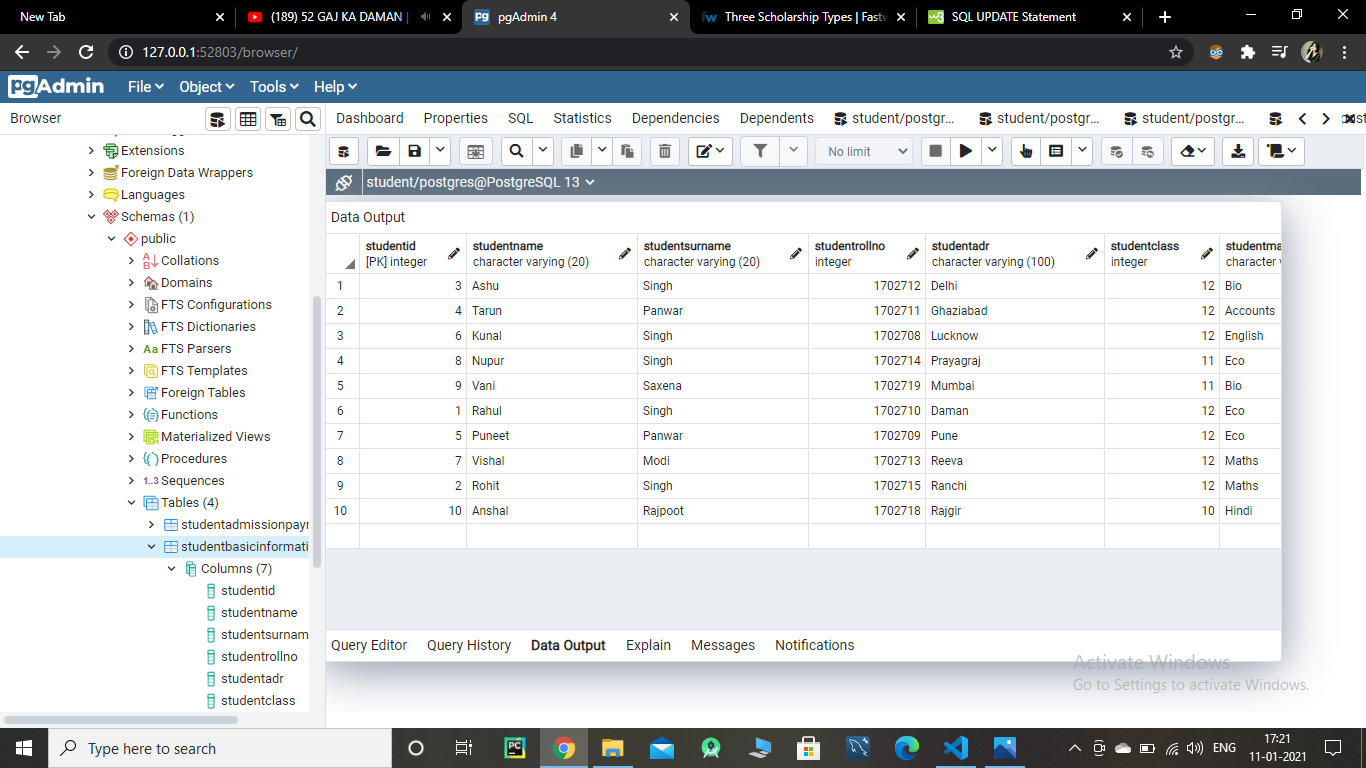 New Tab
(189) 52 GAJ KA DAMAN |
pgAdmin 4
Three Scholarship Types | Fastw
SQL UPDATE Statement
127.0.0.1:52803/browser/
pgAdmin File Object Tools Help
Browser
Dashboard Properties SQL Statistics Dependencies Dependents student/postgr... student/postgr... student/postgr...
No limit
student/postgres@PostgreSQL 13
Extensions
Foreign Data Wrappers
Languages
Schemas (1)
public
Collations
Domains
FTS Configurations
FTS Dictionaries
FTS Parsers
FTS Templates
Foreign Tables
Functions
Materialized Views
Procedures
Sequences
Tables (4)
studentadmissionpayn
studentbasicinformati
Columns (7)
studentid
studentname
studentsurnam
studentrollno
studentadr
studentclass
Data Output
studentid studentname studentsurname studentrollno studentadr studentclass studentma
[PK] integer character varying (20) character varying (20) integer character varying (100) integer character v
1 3 Ashu Singh 1702712 Delhi 12 Bio
2 4 Tarun Panwar 1702711 Ghaziabad 12 Accounts
3 6 Kunal Singh 1702708 Lucknow 12 English
4 8 Nupur Singh 1702714 Prayagraj 11 Eco
5 9 Vani Saxena 1702719 Mumbai 11 Bio
6 1 Rahul Singh 1702710 Daman 12 Eco
7 5 Puneet Panwar 1702709 Pune 12 Eco
8 7 Vishal Modi 1702713 Reeva 12 Maths
9 2 Rohit Singh 1702715 Ranchi 12 Maths
10 10 Anshal Rajpoot 1702718 Rajgir 10 Hindi
Query Editor Query History Data Output Explain Messages Notifications
Activate Windows
Go to Settings to activate Windows.
Type here to search
ENG
17:21
11-01-2021